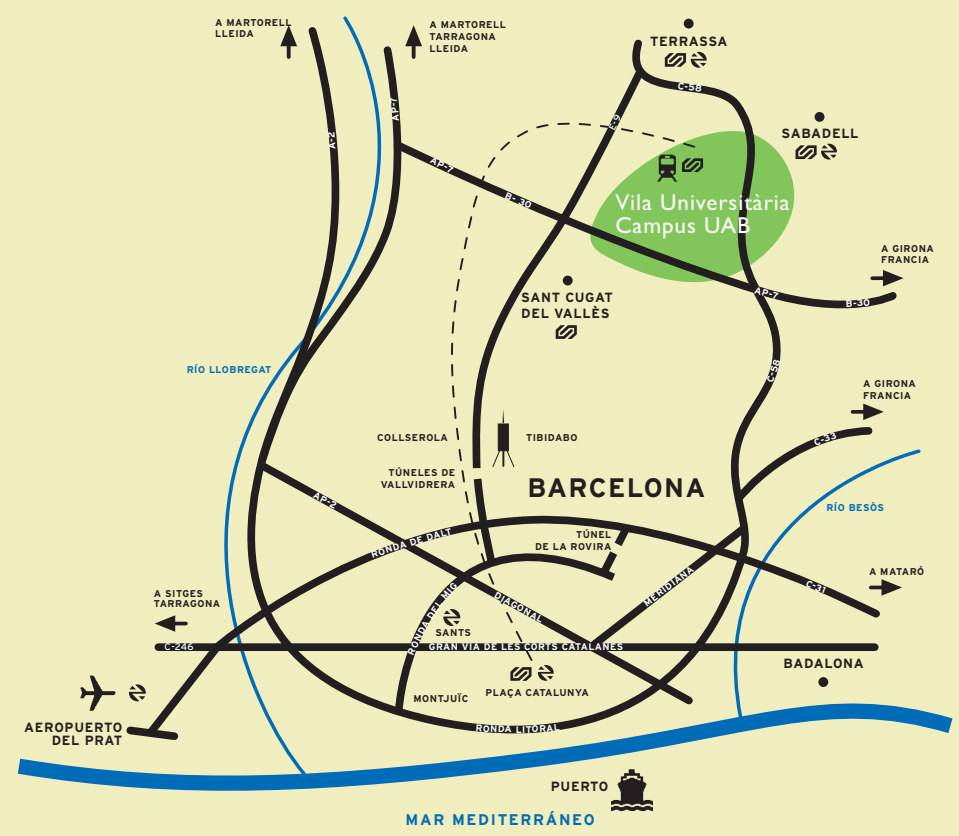 A MARTORELL
LLEIDA
A MARTORELL
TARRAGONA
LLEIDA
TERRASSA
C-58
SABADELL
A-2
AP-7
E-9
AP-7
B- 30
Vila Universitària
Campus UAB
A GIRONA
FRANCIA
AP-7
B-30
SANT CUGAT
DEL VALLÈS
RÍO LLOBREGAT
C-58
A GIRONA
FRANCIA
C-33
COLLSEROLA
TIBIDABO
TÚNELES DE
VALLVIDRERA
BARCELONA
AP-2
RÍO BESÒS
RONDA DE DALT
TÚNEL
DE LA ROVIRA
A MATARÓ
C-31
MERIDIANA
A SITGES
TARRAGONA
RONDA DEL MIG
DIAGONAL
SANTS
C-246
GRAN VIA DE LES CORTS CATALANES
BADALONA
PLAÇA CATALUNYA
MONTJUÏC
AEROPUERTO
DEL PRAT
RONDA LITORAL
PUERTO
MAR MEDITERRÁNEO